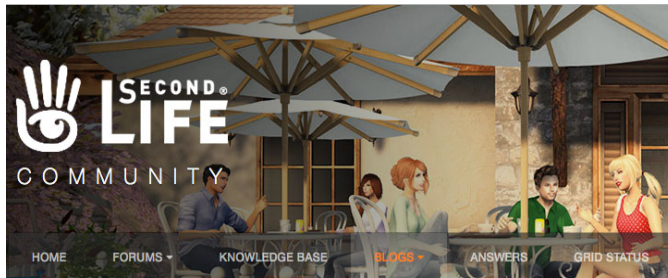 SECOND®
LIFE
COMMUNITY
HOME FORUMS KNOWLEDGE BASE BLOGS ANSWERS GRID STATUS